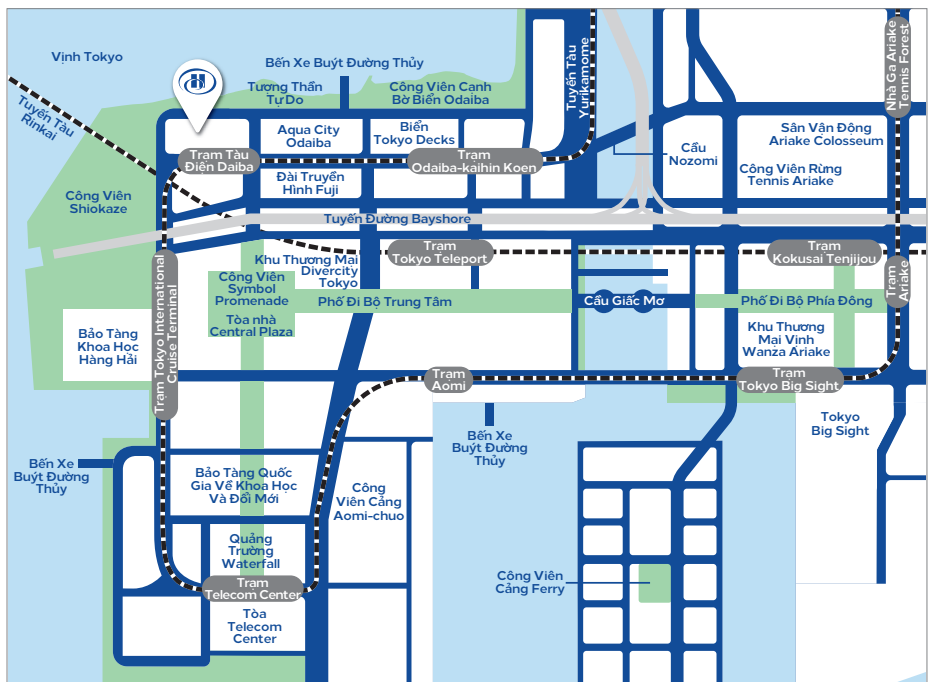 Vịnh Tokyo
Tuyến Tàu
Rinkai
Bến Xe Buýt Đường Thủy
Tượng Thần
Tự Do
Công Viên Cạnh
Bờ Biển Odaiba
Tuyến Tàu
Yurikamome
Nhà Ga Ariake
Tennis Forest
Aqua City
Odaiba
Biển
Tokyo Decks
Sân Vân Động
Ariake Colosseum
Cầu
Nozomi
Trạm Tàu
Điện Daiba
Trạm
Odaiba-kaihin Koen
Đài Truyền
Hình Fuji
Công Viên Rừng
Tennis Ariake
Công Viên
Shiokaze
Tuyến Đường Bayshore
Trạm
Tokyo Teleport
Trạm
Kokusai Tenjijou
Khu Thương Mại
Divercity
Tokyo
Trạm
Ariake
Công Viên
Symbol
Promenade
Phố Đi Bộ Trung Tâm
Cầu Giấc Mơ
Phố Đi Bộ Phía Đông
Tòa nhà
Central Plaza
Bảo Tàng
Khoa Học
Hàng Hải
Trạm Tokyo International
Cruise Terminal
Khu Thương
Mại Vinh
Wanza Ariake
Trạm
Aomi
Trạm
Tokyo Big Sight
Tokyo
Big Sight
Bến Xe
Buýt Đường
Thủy
Bến Xe
Buýt Đường
Thủy
Bảo Tàng Quốc
Gia Về Khoa Học
Và Đổi Mới
Công
Viên Cảng
Aomi-chuo
Quảng
Trường
Waterfall
Trạm
Telecom Center
Công Viên
Cảng Ferry
Tòa
Telecom
Center